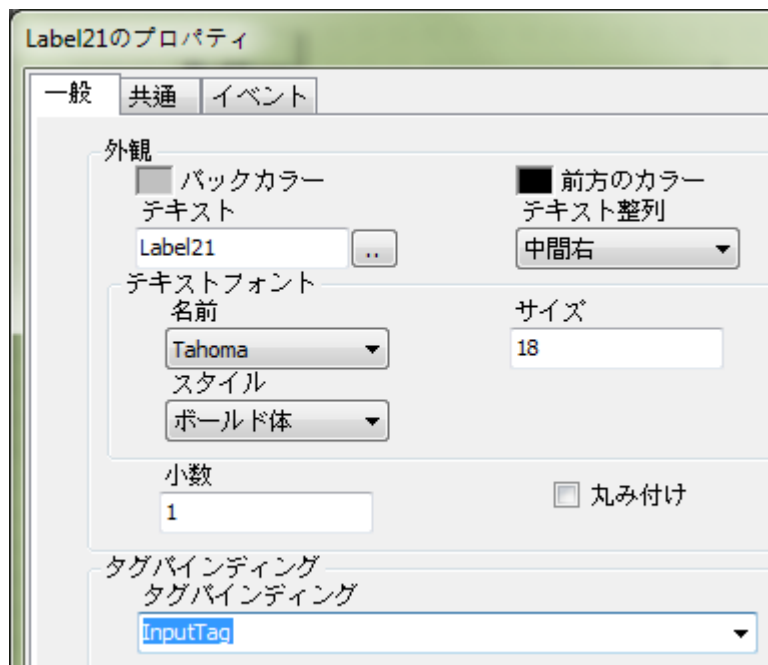 Label21のプロパティ
一般 共通 イベント
外観
バックカラー 前方のカラー
テキスト テキスト整列
Label21 .. 中間右
テキストフォント
名前 サイズ
Tahoma 18
スタイル
ボールド体
小数
1 丸み付け
タグバインディング
タグバインディング
InputTag